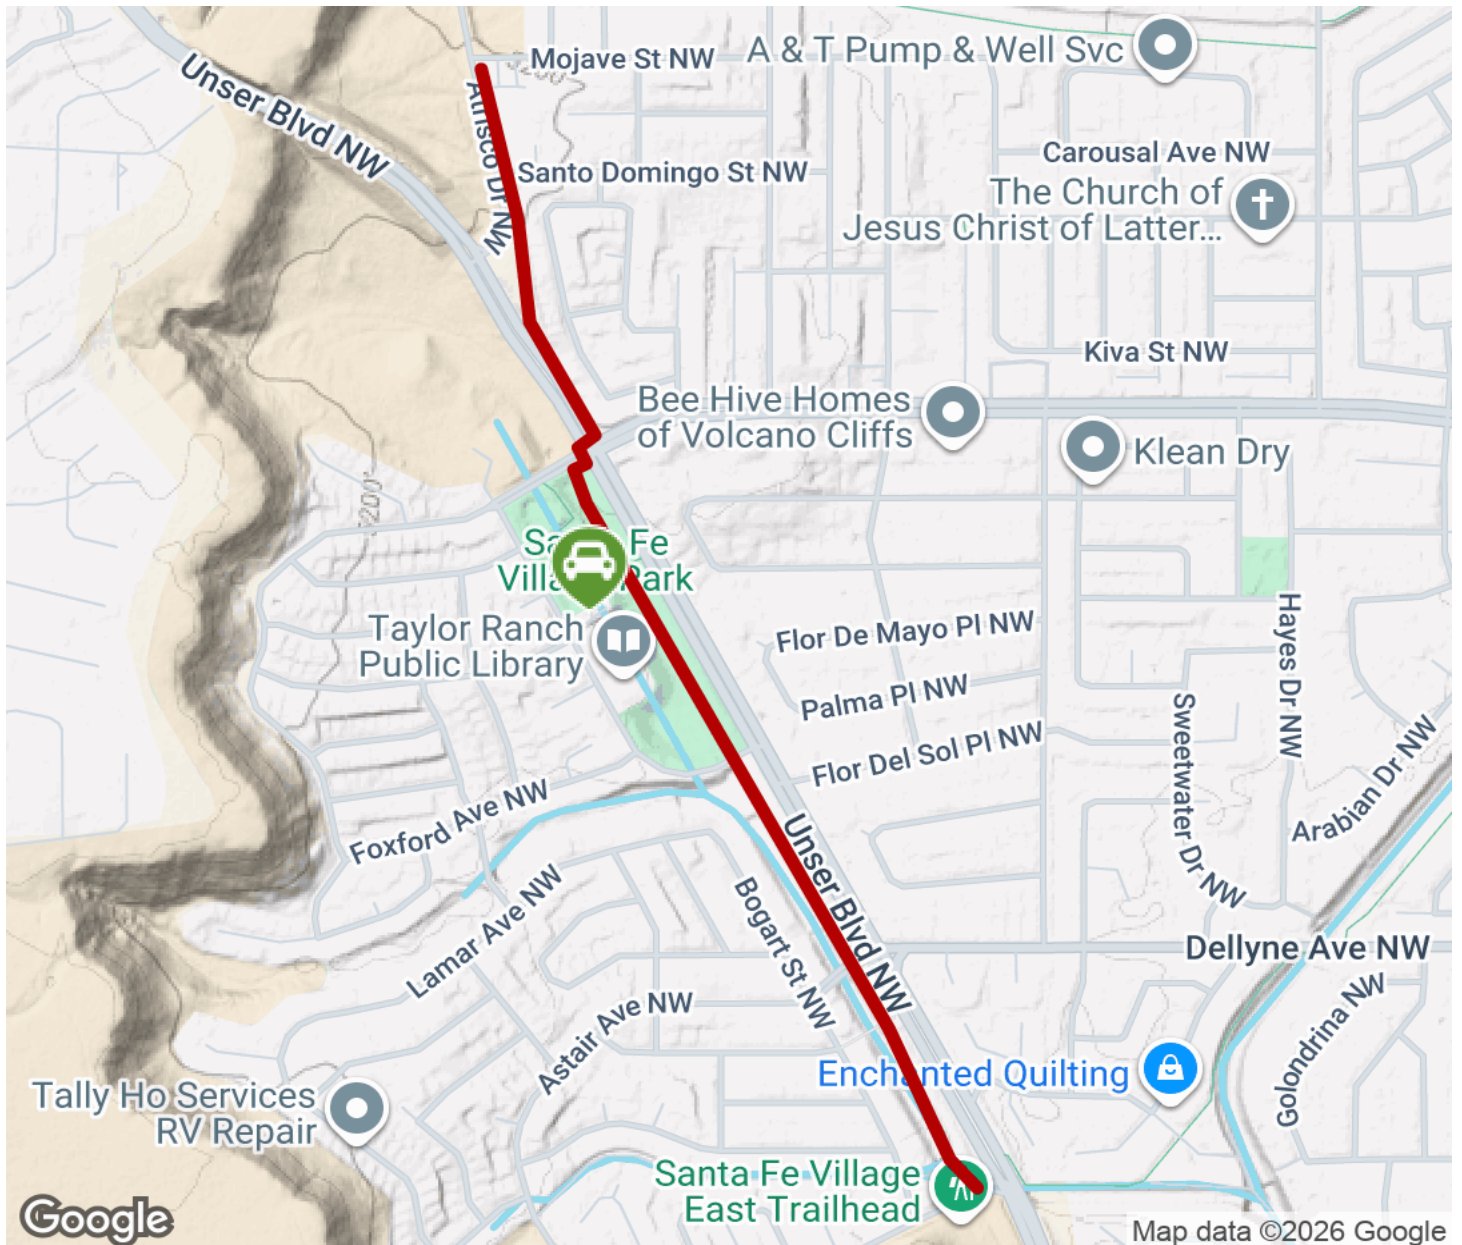 Mojave St NW
A & T Pump & Well Svc
Unser Blvd NW
Atrisco Dr NW
Santo Domingo St NW
Carousal Ave NW
The Church of
Jesus Christ of Latter...
Kiva St NW
Bee Hive Homes
of Volcano Cliffs
Klean Dry
Fe
Park
Taylor Ranch
Public Library
Flor De Mayo Pl NW
Palma Pl NW
Flor Del Sol Pl NW
Hayes Dr NW
Sweetwater Dr NW
Arabian Dr NW
Foxford Ave NW
Unser Blvd NW
Lamar Ave NW
Bogart St NW
Dellyne Ave NW
Golondrina NW
Astair Ave NW
Enchanted Quilting
Tally Ho Services
RV Repair
Santa Fe Village
East Trailhead
Google
Map data ©2026 Google